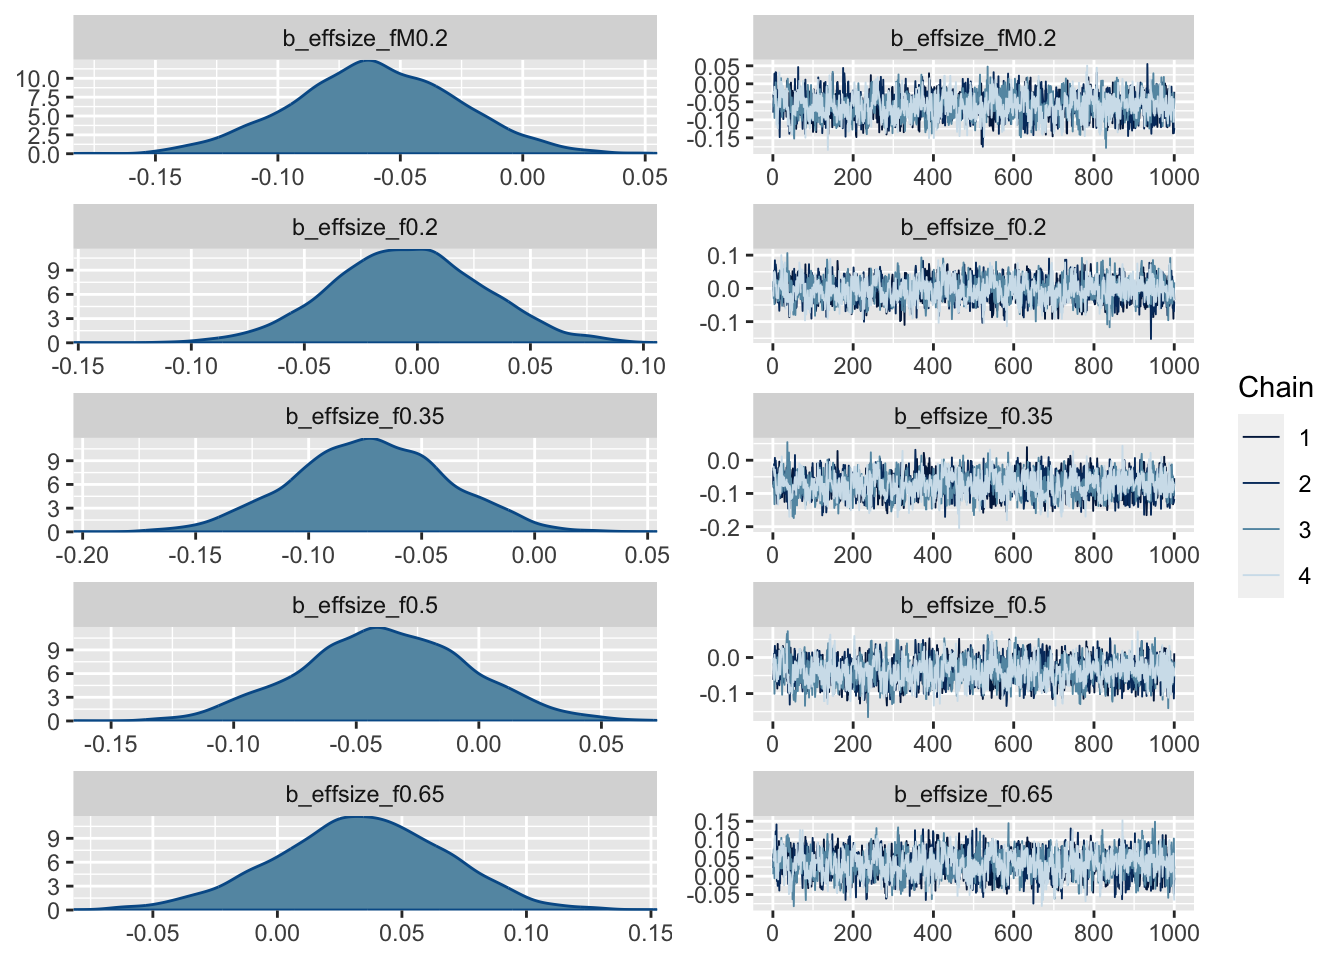 b_effsize_fM0.2
10.0
7.5
5.0
2.5
0.0
-0.15 -0.10 -0.05 0.00 0.05
b_effsize_fM0.2
0.05
0.00
-0.05
-0.10
-0.15
0 200 400 600 800 1000
b_effsize_f0.2
9
6
3
0
-0.15 -0.10 -0.05 0.00 0.05 0.10
b_effsize_f0.2
0.1
0.0
-0.1
0 200 400 600 800 1000
b_effsize_f0.35
9
6
3
0
-0.20 -0.15 -0.10 -0.05 0.00 0.05
b_effsize_f0.35
0.0
-0.1
-0.2
0 200 400 600 800 1000
b_effsize_f0.5
9
6
3
0
-0.15 -0.10 -0.05 0.00 0.05
b_effsize_f0.5
0.0
-0.1
0 200 400 600 800 1000
b_effsize_f0.65
9
6
3
0
-0.05 0.00 0.05 0.10 0.15
b_effsize_f0.65
0.15
0.10
0.05
0.00
-0.05
0 200 400 600 800 1000
Chain
1
2
3
4